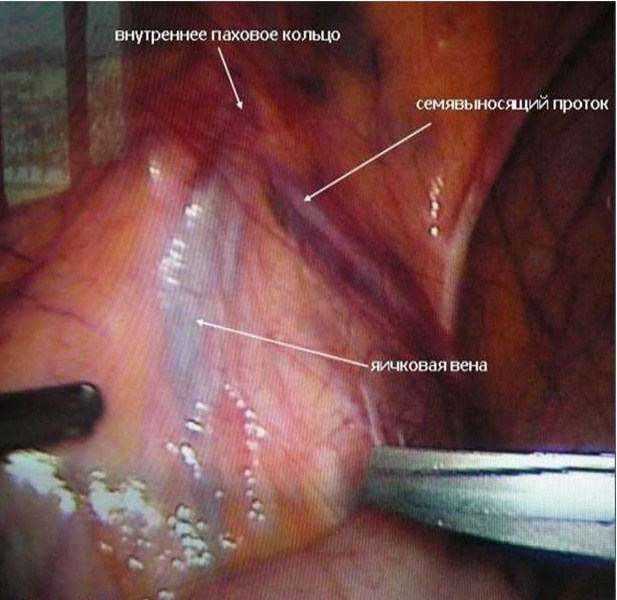 внутреннее паховое кольцо
семявыносящий проток
яичковая вена